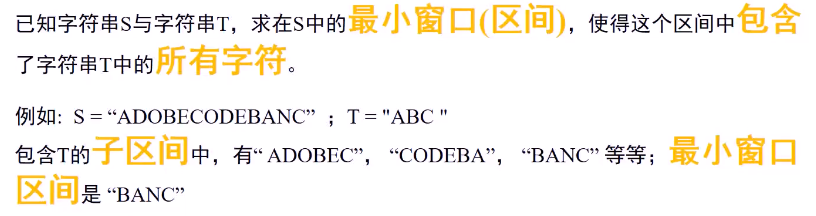 已知字符串S与字符串T，求在S中的最小窗口(区间)，使得这个区间中包含
了字符串T中的所有字符。
例如: S = “ADOBECODEBANC” ；T = "ABC "
包含T的子区间中，有“ ADOBEC”， “CODEBA”， “BANC” 等等；最小窗口
区间是 “BANC”